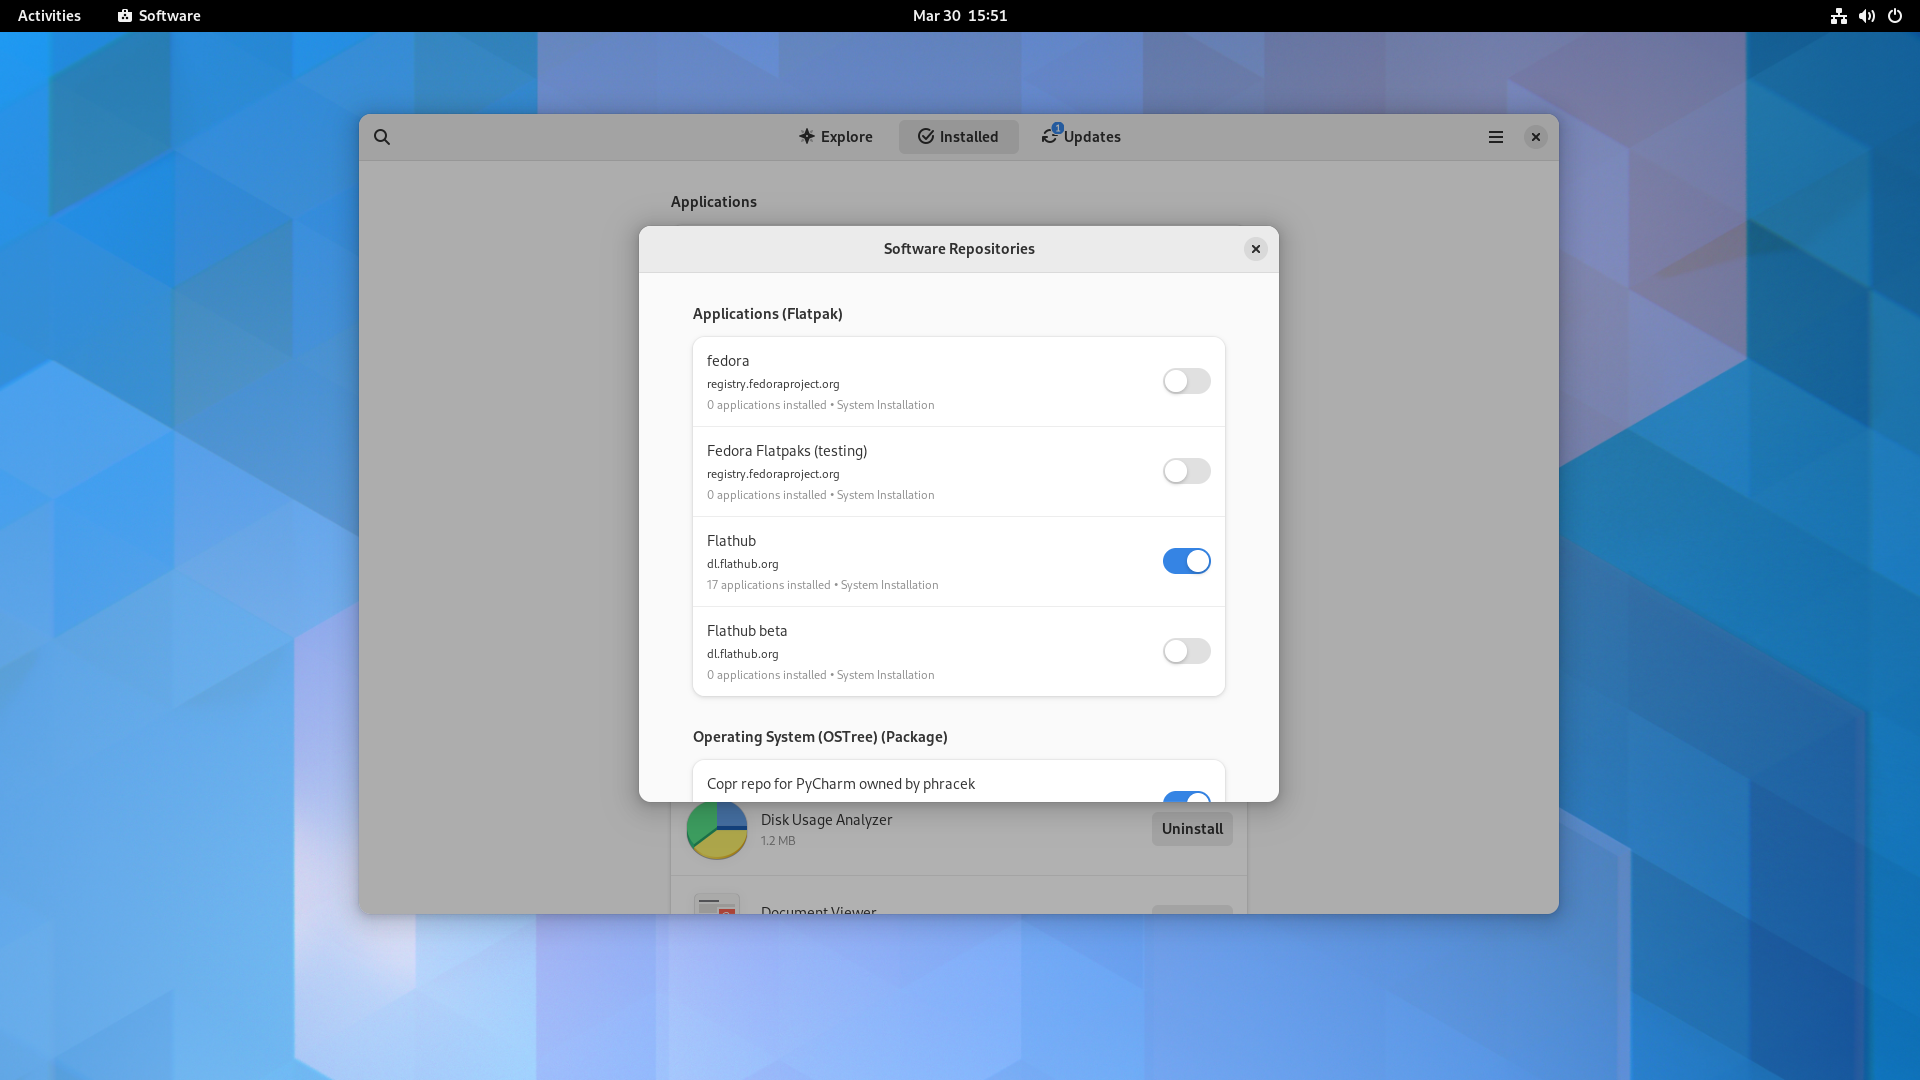 Activities
Software
Mar 30 15:51
Explore
Installed
1
Updates
Applications
Software Repositories
Applications (Flatpak)
fedora
registry.fedoraproject.org
0 applications installed • System Installation
Fedora Flatpaks (testing)
registry.fedoraproject.org
0 applications installed • System Installation
Flathub
dl.flathub.org
17 applications installed • System Installation
Flathub beta
dl.flathub.org
0 applications installed • System Installation
Operating System (OSTree) (Package)
Copr repo for PyCharm owned by phracek
Disk Usage Analyzer
1.2 MB
Uninstall
Document Viewer